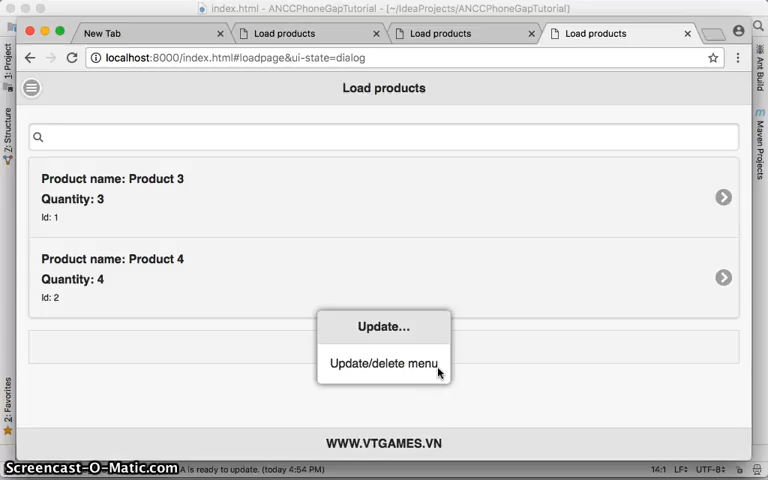 index.html - ANCCPhoneGapTutorial - [~/IdeaProjects/ANCCPhoneGapTutorial]
New Tab
Load products
Load products
Load products
localhost:8000/index.html#loadpage&ui-state=dialog
1: Project
7: Structure
2: Favorites
Ant Build
Maven Projects
Load products
Product name: Product 3
Quantity: 3
Id: 1
Product name: Product 4
Quantity: 4
Id: 2
Update...
Update/delete menu
WWW.VTGAMES.VN
Screencast-O-Matic.com
A is ready to update. (today 4:54 PM)
14:1 LF÷ UTF-8÷